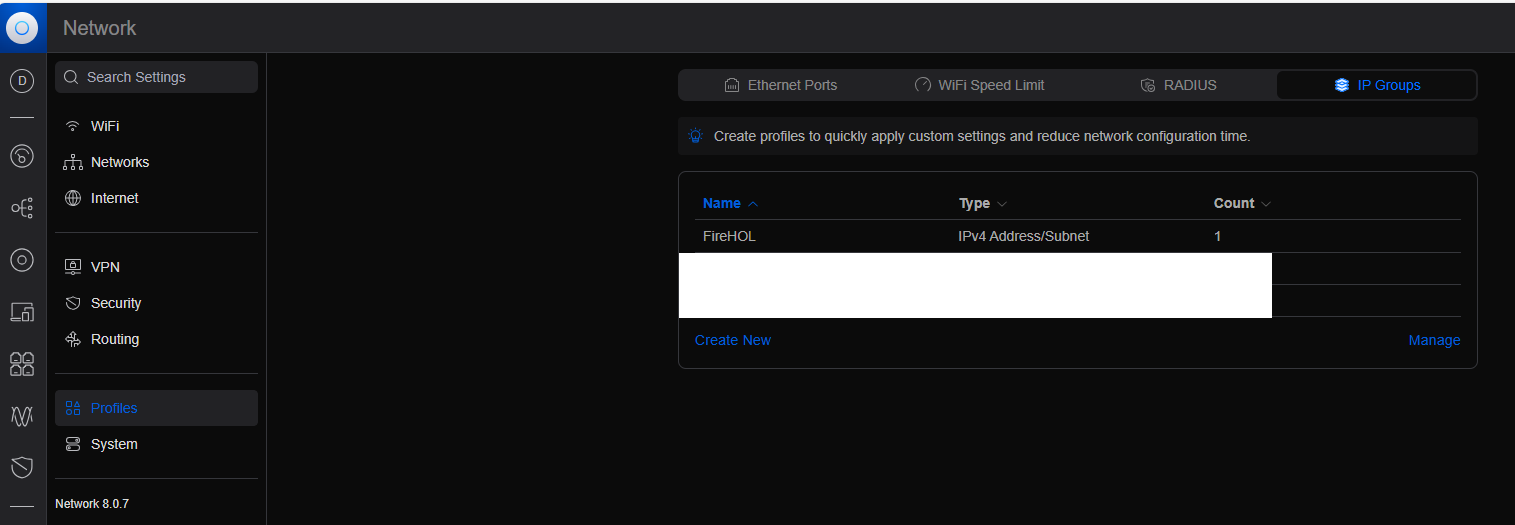 Network
D
Search Settings
WiFi
Networks
Internet
VPN
Security
Routing
Profiles
System
Network 8.0.7
Ethernet Ports WiFi Speed Limit RADIUS IP Groups
Create profiles to quickly apply custom settings and reduce network configuration time.
Name Type Count
FireHOL IPv4 Address/Subnet 1
Create New Manage